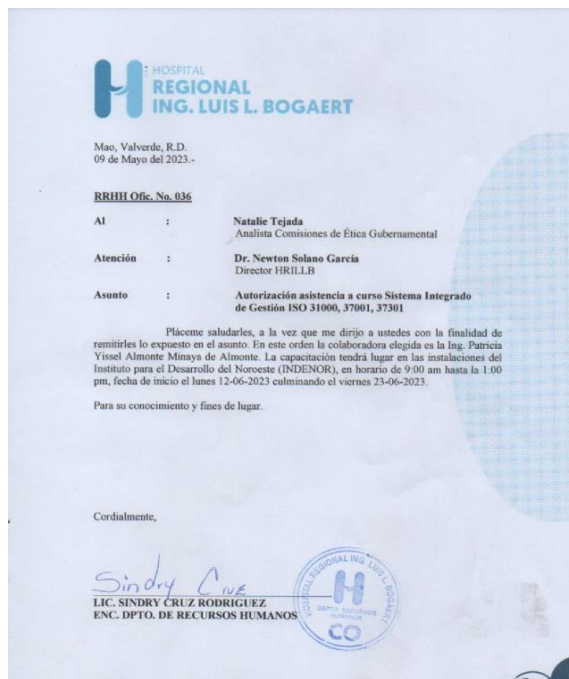 HOSPITAL
REGIONAL
ING. LUIS L. BOGAERT
Mao, Valverde, R.D.
09 de Mayo del 2023.-
RRHH Ofic. No. 036
Al : Natalie Tejada
Analista Comisiones de Ética Gubernamental
Atención : Dr. Newton Solano García
Director HRILLB
Asunto : Autorización asistencia a curso Sistema Integrado
de Gestión ISO 31000, 37001, 37301
Pláceme saludarles, a la vez que me dirijo a ustedes con la finalidad de
remitirles lo expuesto en el asunto. En este orden la colaboradora elegida es la Ing. Patricia
Yissel Almonte Minaya de Almonte. La capacitación tendrá lugar en las instalaciones del
Instituto para el Desarrollo del Noroeste (INDENOR), en horario de 9:00 am hasta la 1:00
pm, fecha de inicio el lunes 12-06-2023 culminando el viernes 23-06-2023.
Para su conocimiento y fines de lugar.
Cordialmente,
Sindry Cruz
LIC. SINDRY CRUZ RODRIGUEZ
ENC. DPTO. DE RECURSOS HUMANOS
HOSPITAL REGIONAL ING. LUIS L. BOGAERT
DEPTO. RECURSOS
HUMANOS
CO